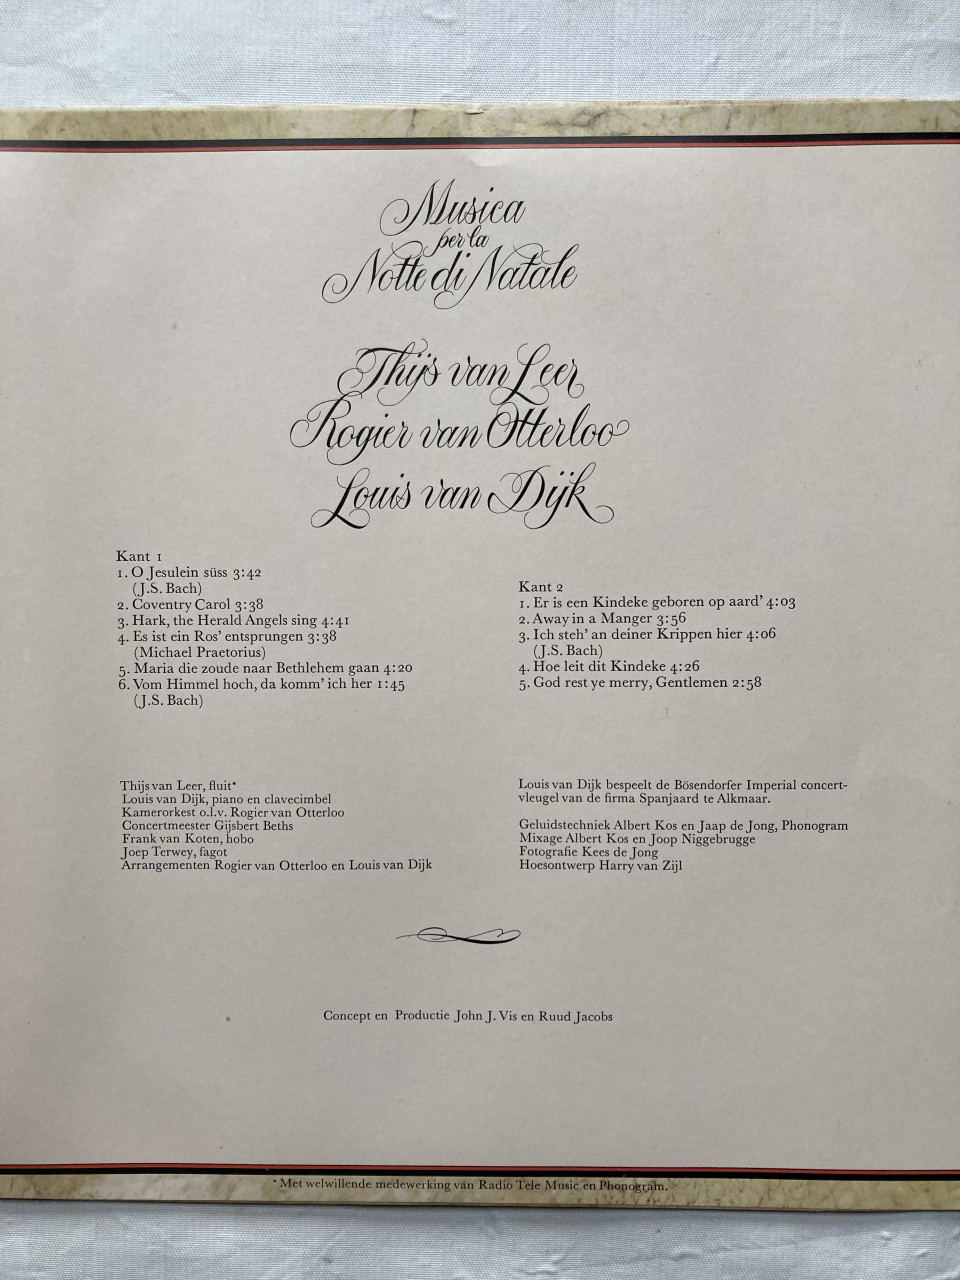 Musica
per la
Notte di Natale
Thijs van Leer
Rogier van Otterloo
Louis van Dijk
Kant 1
1. O Jesulein süss 3:42
(J.S. Bach)
2. Coventry Carol 3:38
3. Hark, the Herald Angels sing 4:41
4. Es ist ein Ros' entsprungen 3:38
(Michael Praetorius)
5. Maria die zoude naar Bethlehem gaan 4:20
6. Vom Himmel hoch, da komm' ich her 1:45
(J.S. Bach)
Kant 2
1. Er is een Kindeke geboren op aard' 4:03
2. Away in a Manger 3:56
3. Ich steh' an deiner Krippen hier 4:06
(J.S. Bach)
4. Hoe leit dit Kindeke 4:26
5. God rest ye merry, Gentlemen 2:58
Thijs van Leer, fluit*
Louis van Dijk, piano en clavecimbel
Kamerorkest o.l.v. Rogier van Otterloo
Concertmeester Gijsbert Beths
Frank van Koten, hobo
Joep Terwey, fagot
Arrangementen Rogier van Otterloo en Louis van Dijk
Louis van Dijk bespeelt de Bösendorfer Imperial concert-
vleugel van de firma Spanjaard te Alkmaar.
Geluidstechniek Albert Kos en Jaap de Jong, Phonogram
Mixage Albert Kos en Joop Niggebrugge
Fotografie Kees de Jong
Hoesontwerp Harry van Zijl
Concept en Productie John J. Vis en Ruud Jacobs
* Met welwillende medewerking van Radio Tele Music en Phonogram.